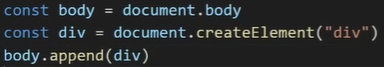 const body = document.body
const div = document.createElement("div")
body.append(div)